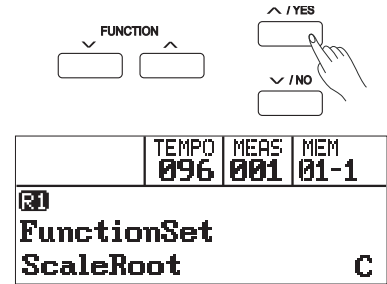 ∧ / YES
FUNCTION
∨ ∧
∨ / NO
TEMPO MEAS MEM
096 001 01-1
R1
FunctionSet
ScaleRoot C